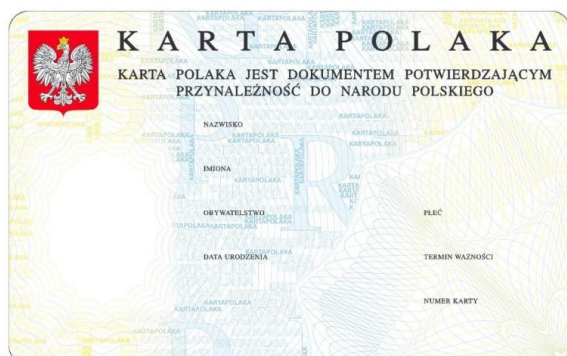 KARTA POLAKA
KARTA POLAKA JEST DOKUMENTEM POTWIERDZAJĄCYM
PRZYNALEŻNOŚĆ DO NARODU POLSKIEGO
NAZWISKO
IMIONA
OBYWATELSTWO
PŁEĆ
DATA URODZENIA
TERMIN WAŻNOŚCI
NUMER KARTY